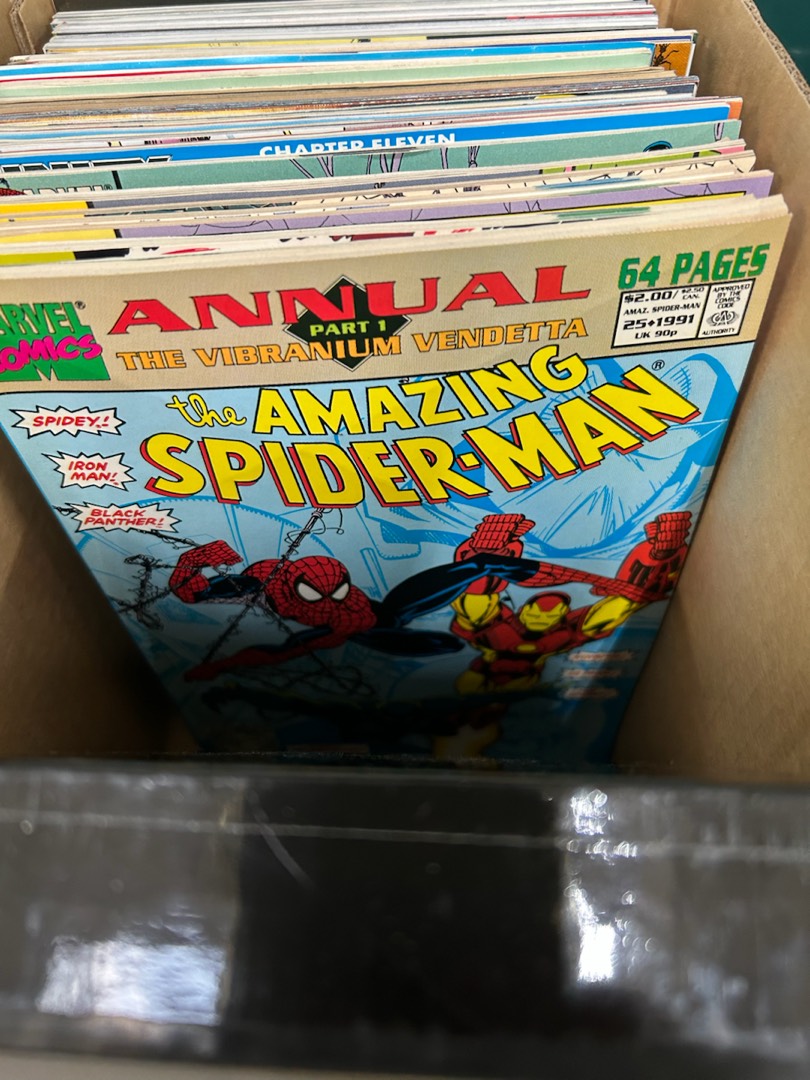 CHAPTER ELEVEN
MARVEL®
COMICS
ANNUAL
PART 1
THE VIBRANIUM VENDETTA
64 PAGES
$2.00/ $2.50 CAN.
AMAZ. SPIDER-MAN
25♦1991
UK 90p
APPROVED
BY THE
COMICS
CODE
AUTHORITY
the AMAZING
SPIDER-MAN®
SPIDEY!
IRON
MAN!
BLACK
PANTHER!